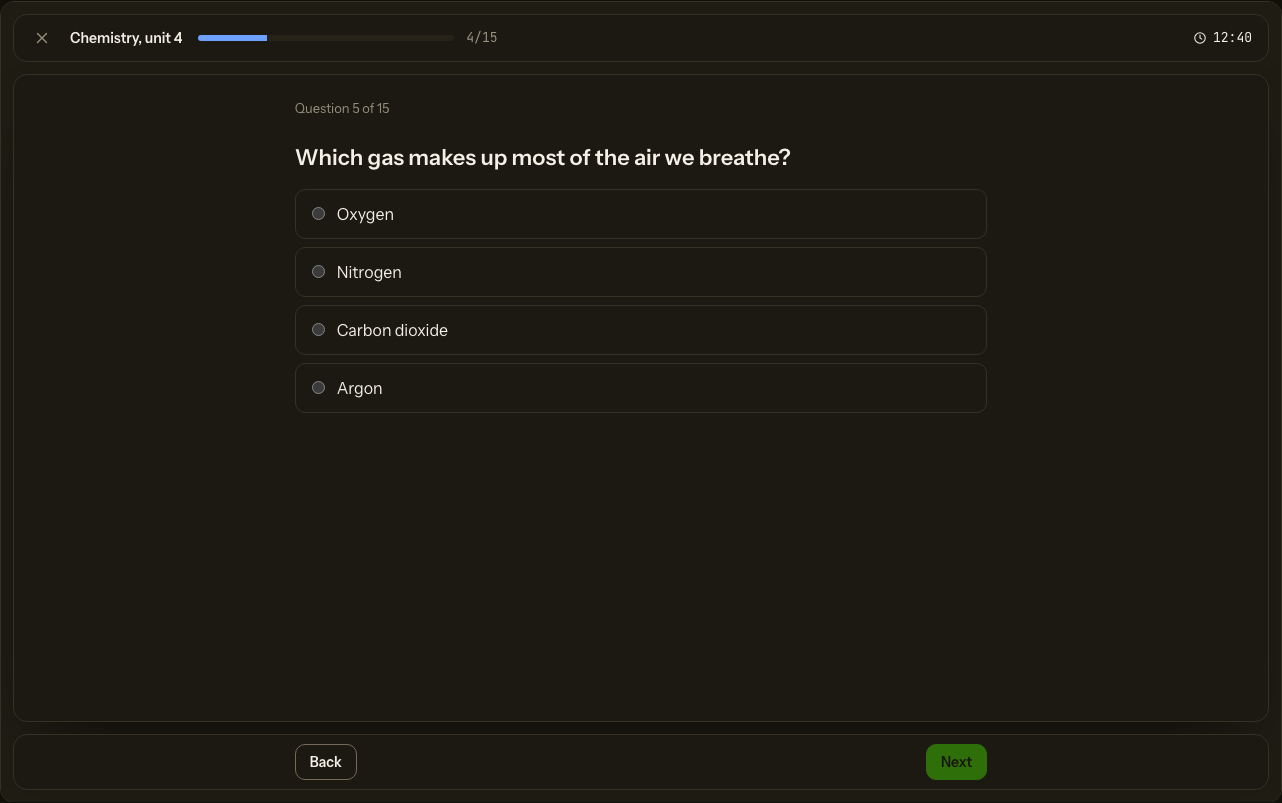 Chemistry, unit 4
4/15
12:40
Question 5 of 15
Which gas makes up most of the air we breathe?
Oxygen
Nitrogen
Carbon dioxide
Argon
Back
Next